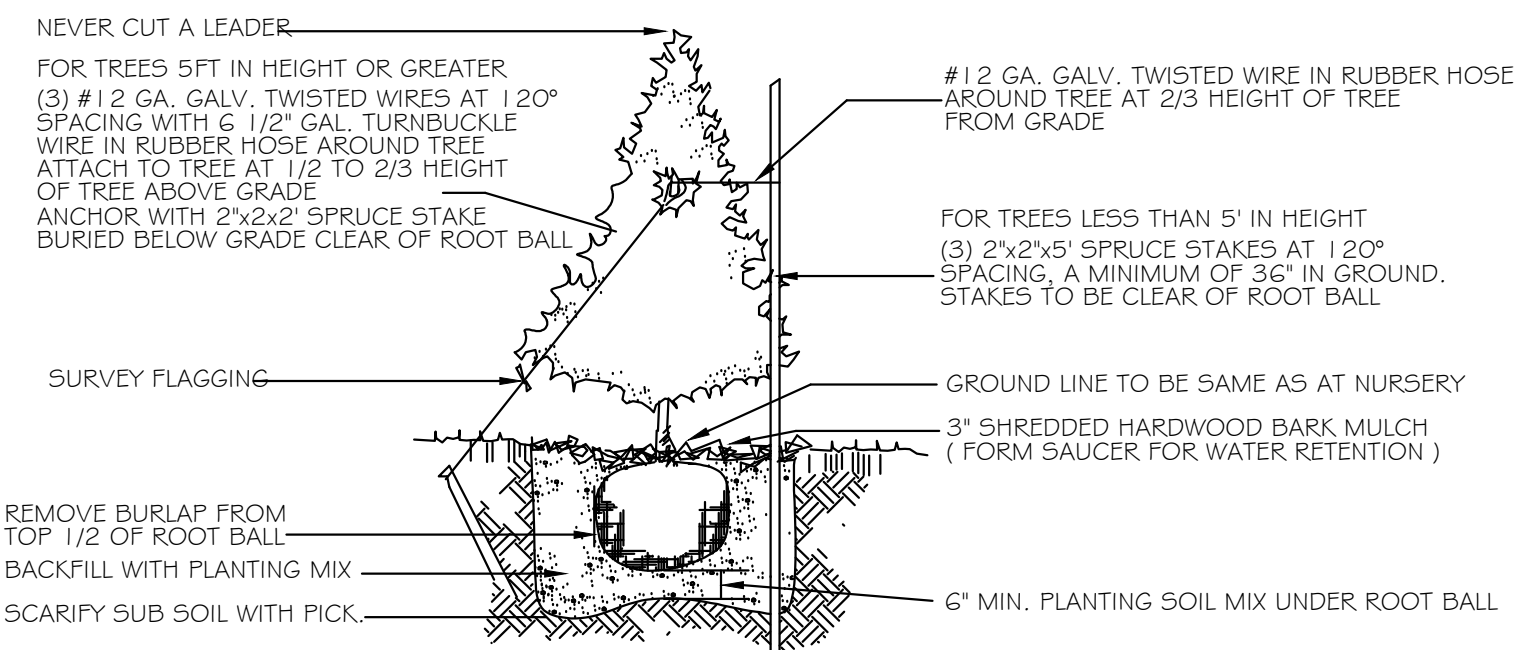 NEVER CUT A LEADER
FOR TREES 5FT IN HEIGHT OR GREATER
(3) #12 GA. GALV. TWISTED WIRES AT 120°
SPACING WITH 6 1/2" GAL. TURNBUCKLE
WIRE IN RUBBER HOSE AROUND TREE
ATTACH TO TREE AT 1/2 TO 2/3 HEIGHT
OF TREE ABOVE GRADE
ANCHOR WITH 2"x2x2' SPRUCE STAKE
BURIED BELOW GRADE CLEAR OF ROOT BALL
SURVEY FLAGGING
REMOVE BURLAP FROM
TOP 1/2 OF ROOT BALL
BACKFILL WITH PLANTING MIX
SCARIFY SUB SOIL WITH PICK.
#12 GA. GALV. TWISTED WIRE IN RUBBER HOSE
AROUND TREE AT 2/3 HEIGHT OF TREE
FROM GRADE
FOR TREES LESS THAN 5' IN HEIGHT
(3) 2"x2"x5' SPRUCE STAKES AT 120°
SPACING, A MINIMUM OF 36" IN GROUND.
STAKES TO BE CLEAR OF ROOT BALL
GROUND LINE TO BE SAME AS AT NURSERY
3" SHREDDED HARDWOOD BARK MULCH
( FORM SAUCER FOR WATER RETENTION )
6" MIN. PLANTING SOIL MIX UNDER ROOT BALL